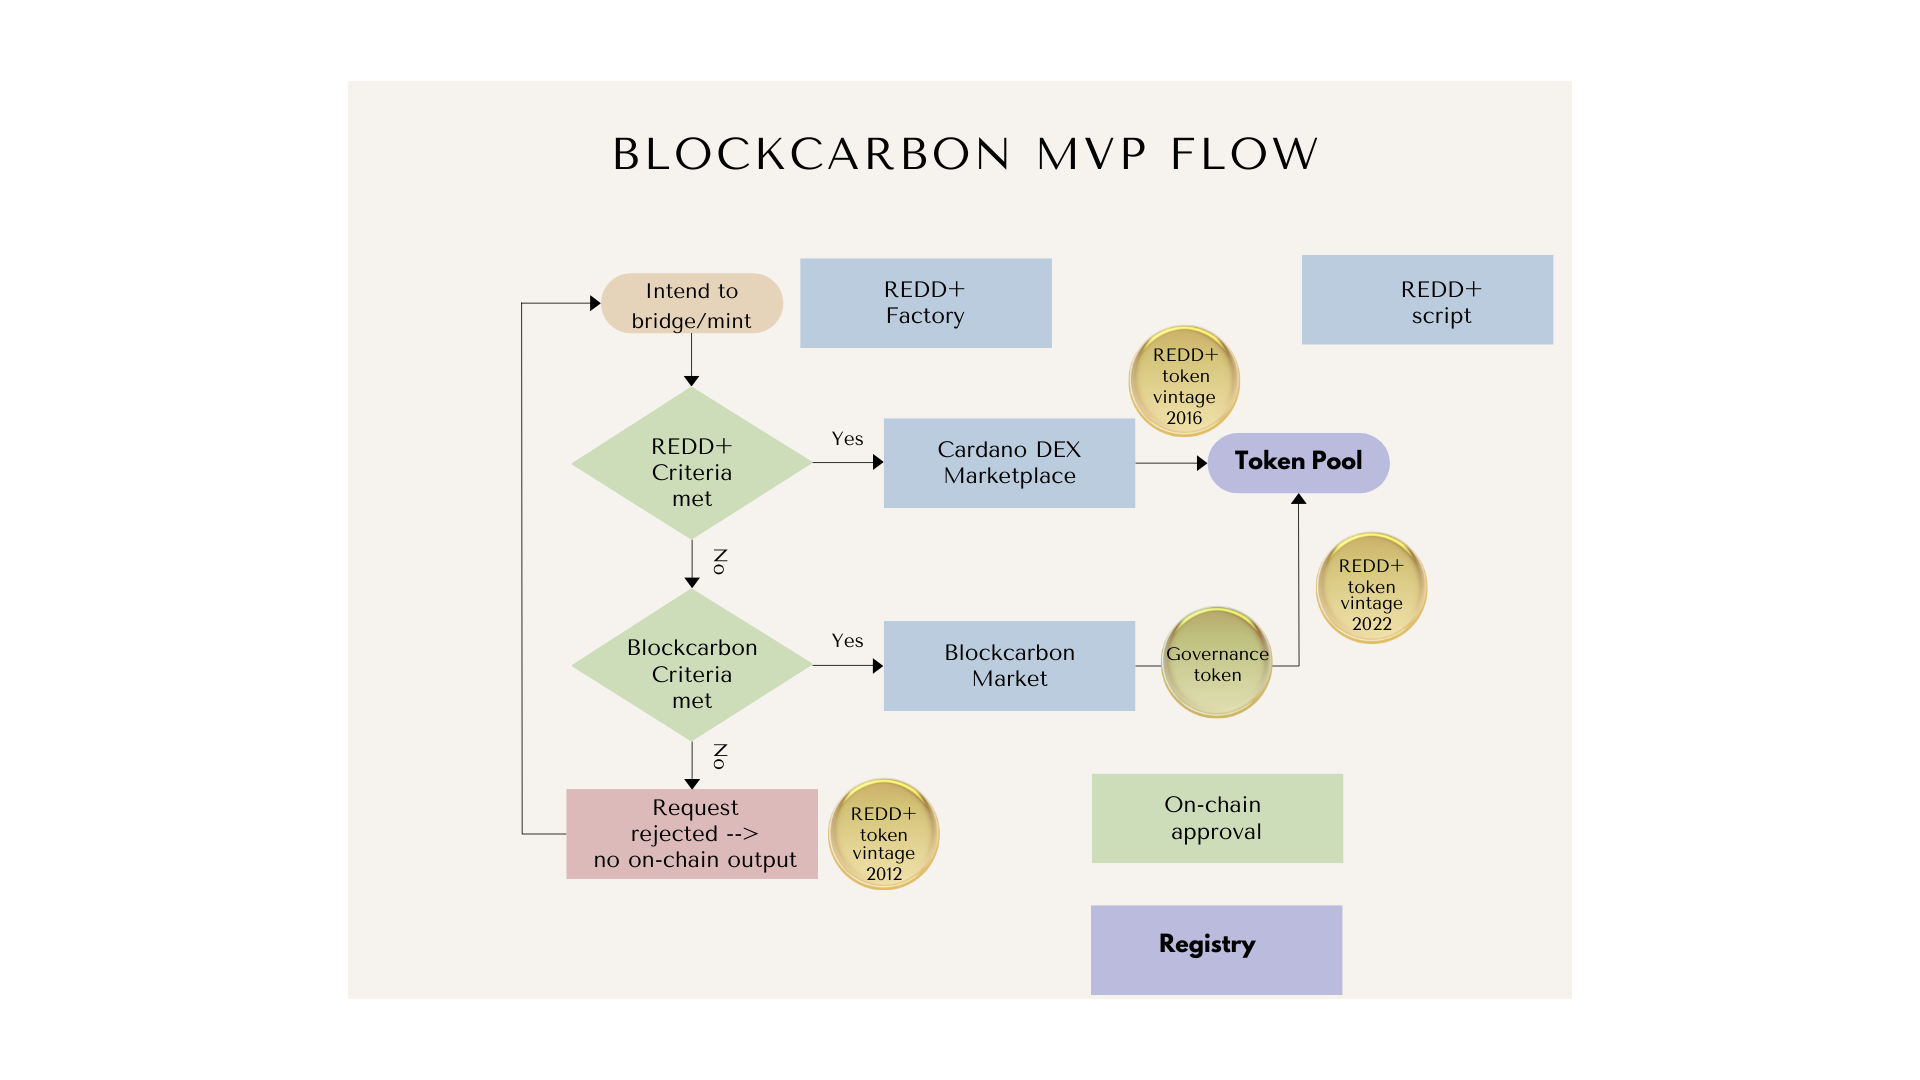 BLOCKCARBON MVP FLOW
Intend to
bridge/mint
REDD+
Factory
REDD+
script
REDD+
token
vintage
2016
REDD+
Criteria
met
Yes
Cardano DEX
Marketplace
Token Pool
No
REDD+
token
vintage
2022
Blockcarbon
Criteria
met
Yes
Blockcarbon
Market
Governance
token
No
Request
rejected -->
no on-chain output
REDD+
token
vintage
2012
On-chain
approval
Registry